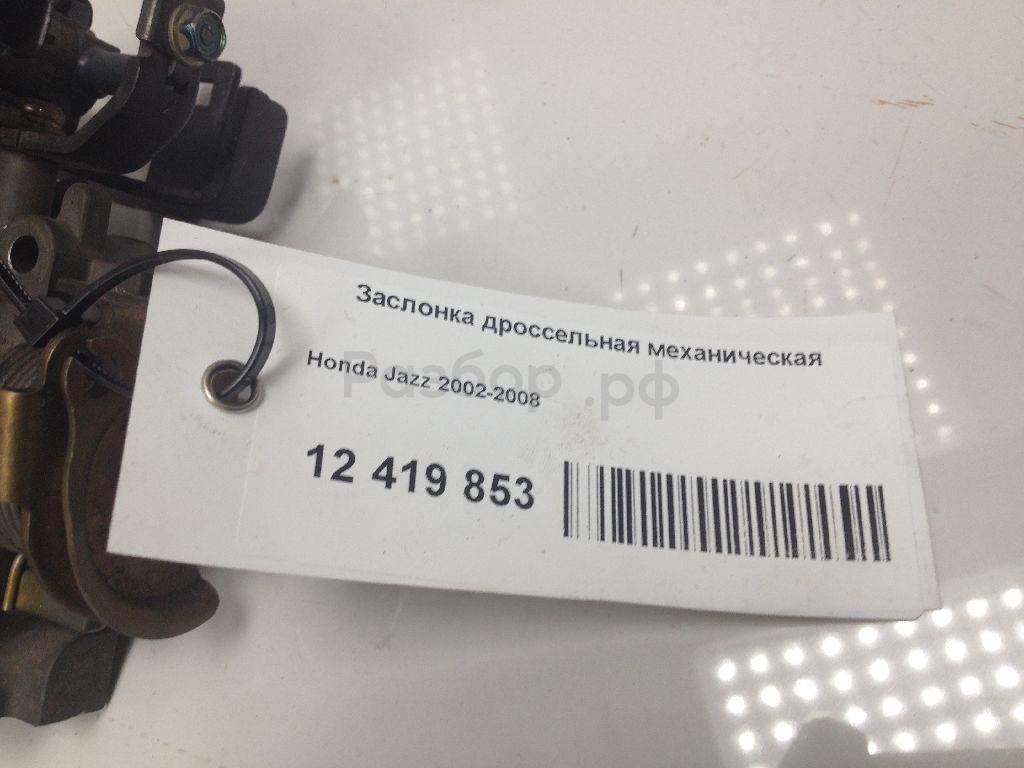 Заслонка дроссельная механическая
Honda Jazz 2002-2008
Разбор.рф
12 419 853